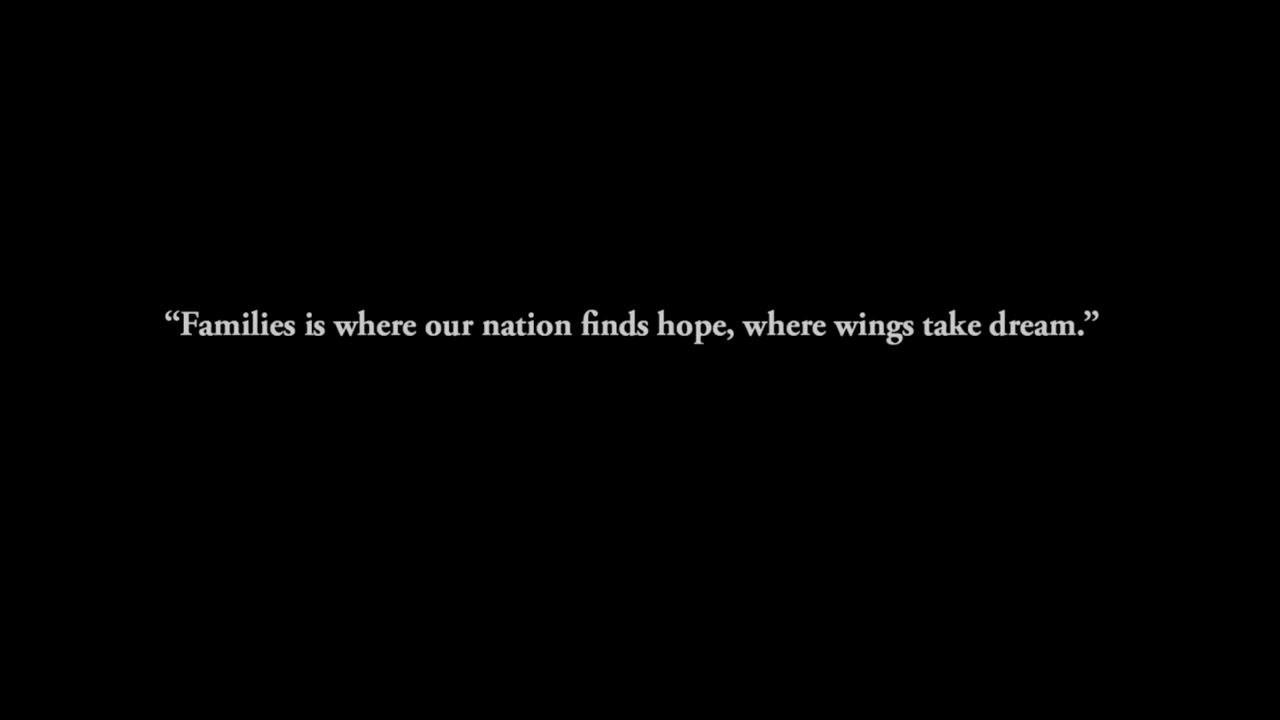 “Families is where our nation finds hope, where wings take dream.”